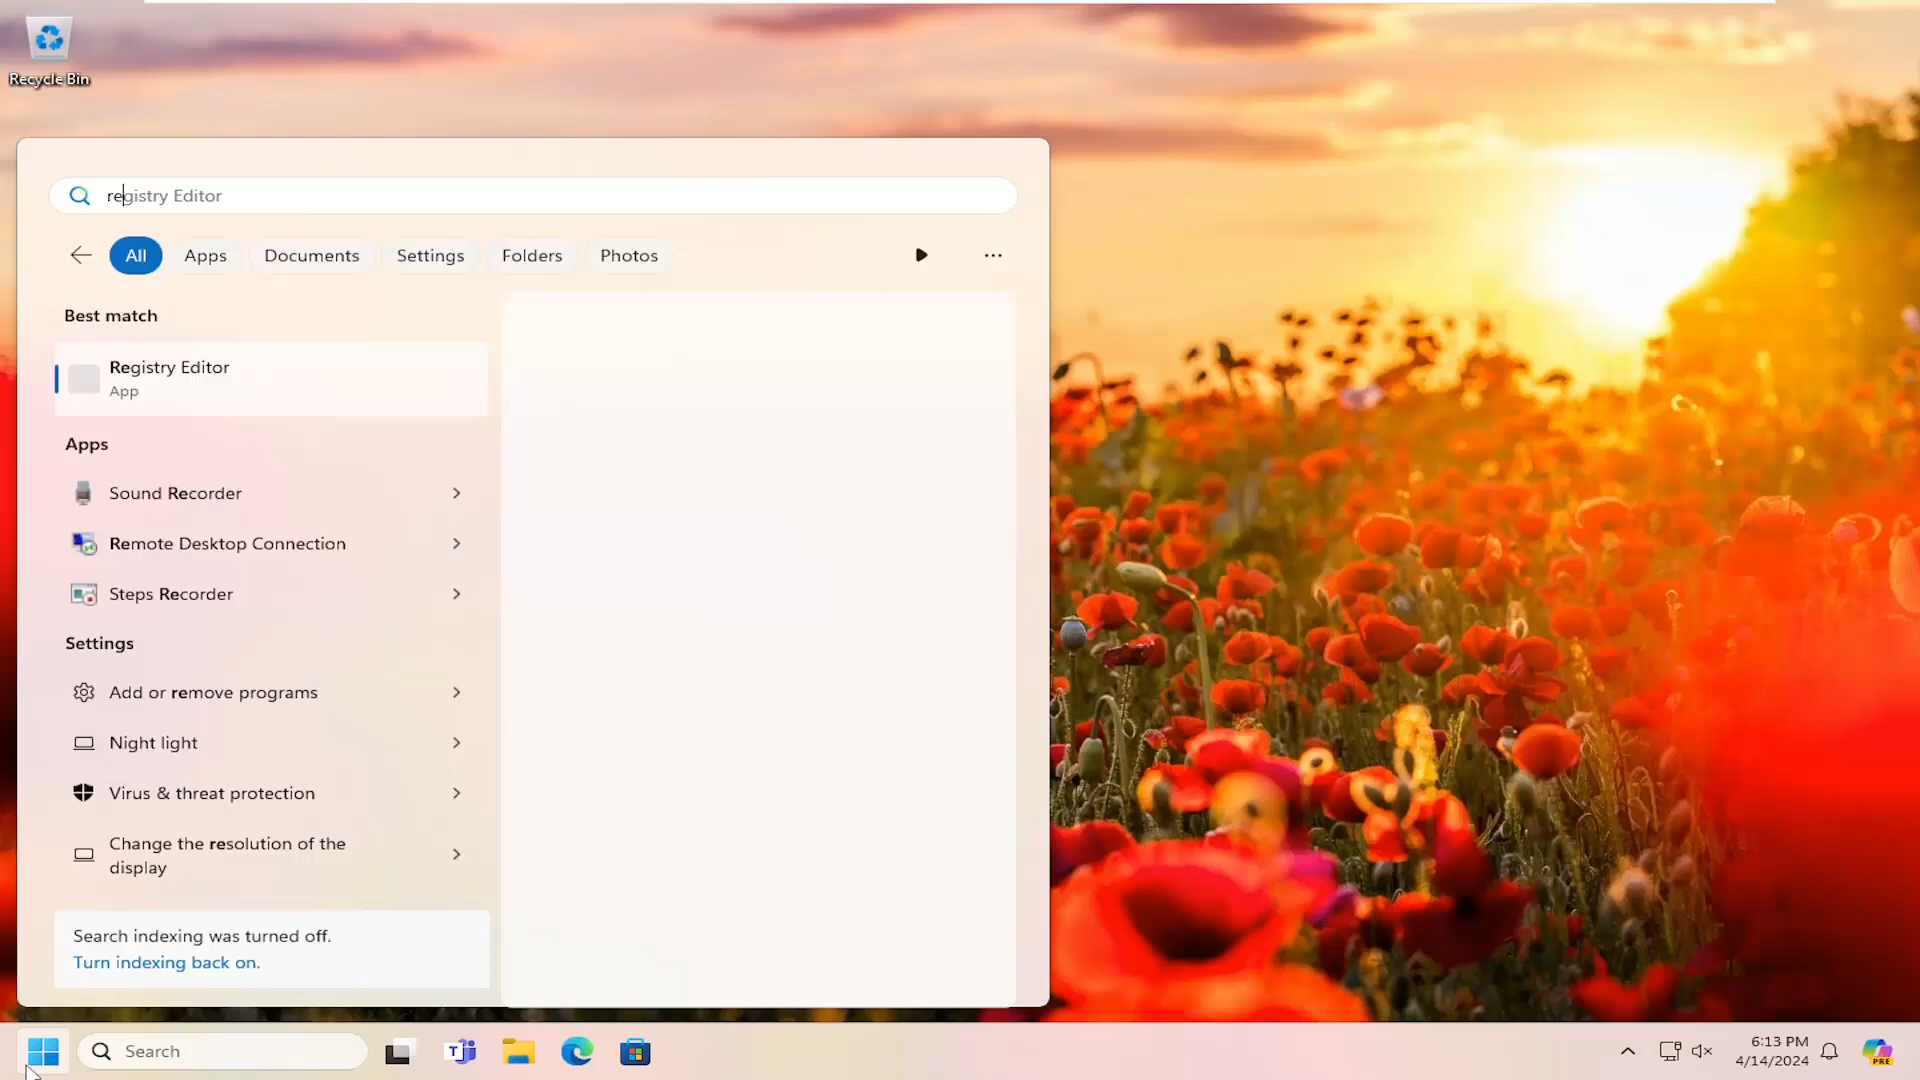 Recycle Bin
registry Editor
All
Apps
Documents
Settings
Folders
Photos
Best match
Registry Editor
App
Apps
Sound Recorder
Remote Desktop Connection
Steps Recorder
Settings
Add or remove programs
Night light
Virus & threat protection
Change the resolution of the
display
Search indexing was turned off.
Turn indexing back on.
Search
T
6:13 PM
4/14/2024
PRE